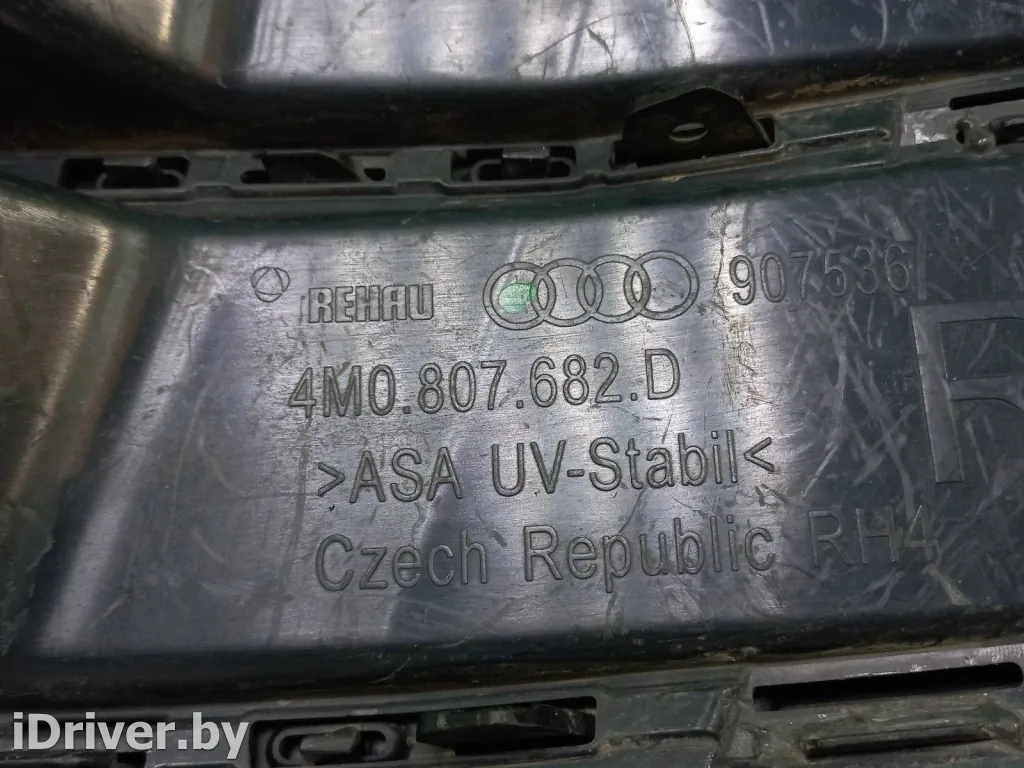 REHAU 907536
4M0.807.682.D
>ASA UV-Stabil<
Czech Republic RH4
R
iDriver.by